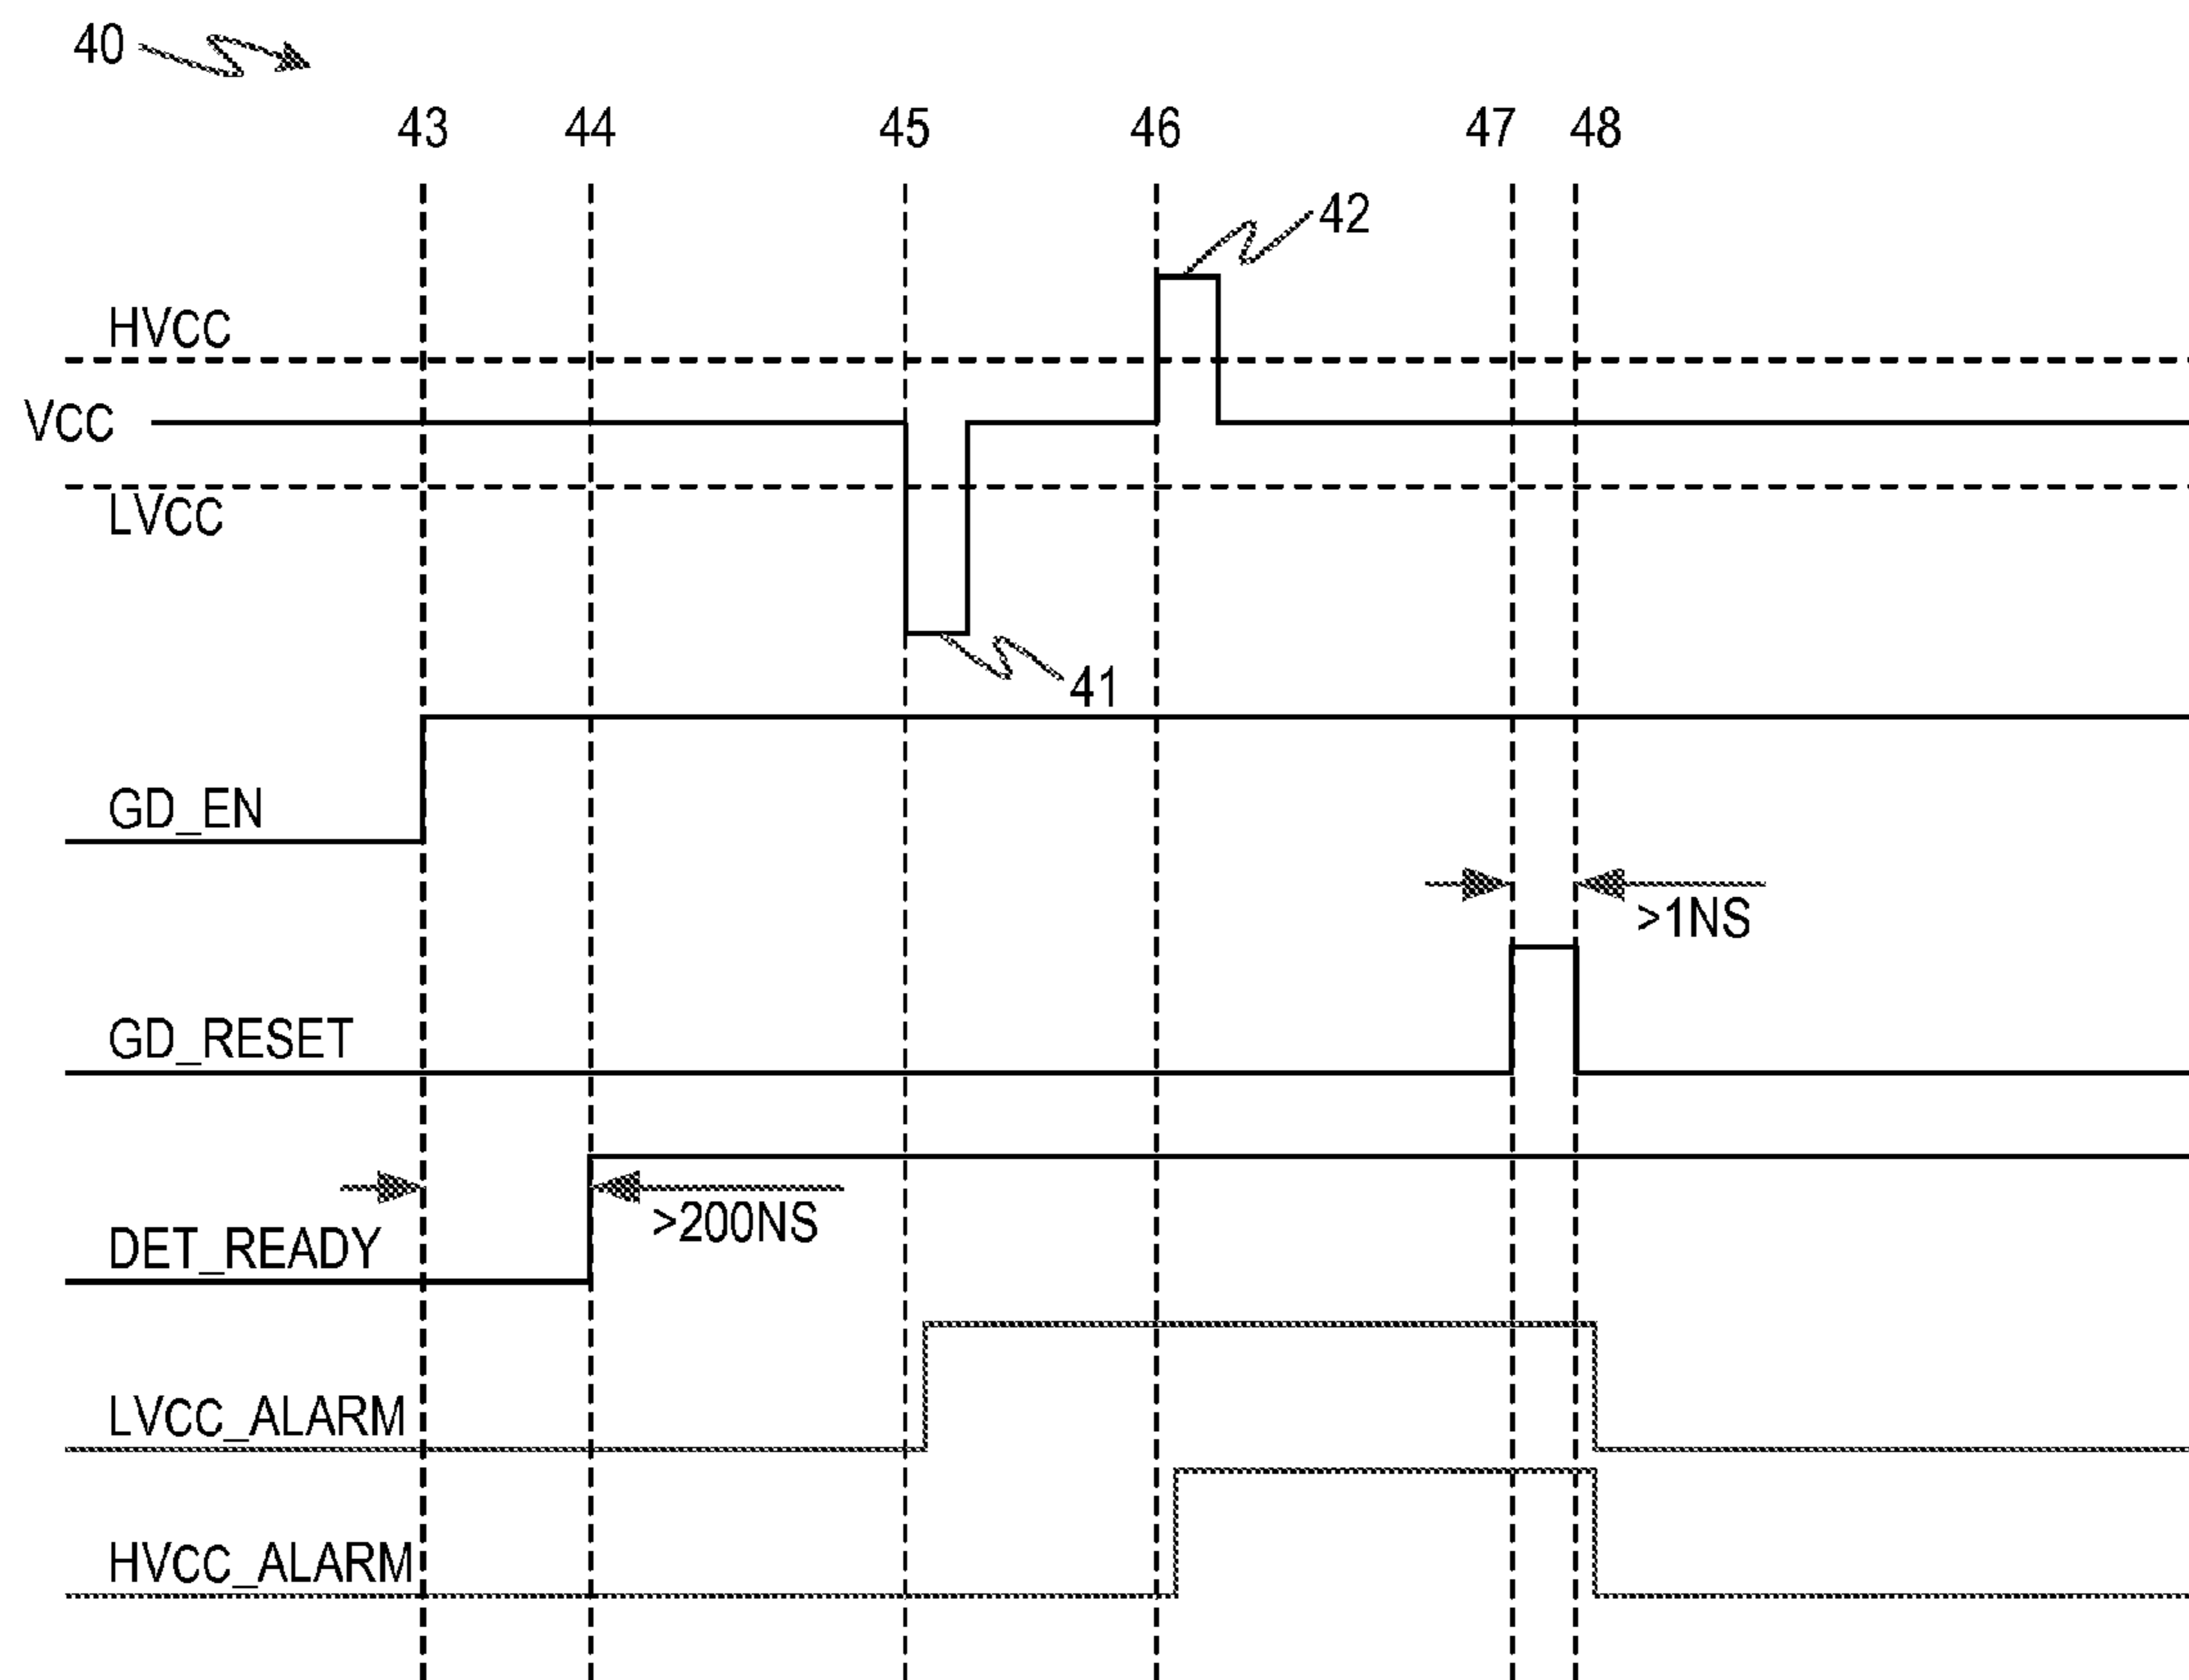 40
43 44 45 46 47 48
42
HVCC
VCC
LVCC
41
GD_EN
>1NS
GD_RESET
>200NS
DET_READY
LVCC_ALARM
HVCC_ALARM